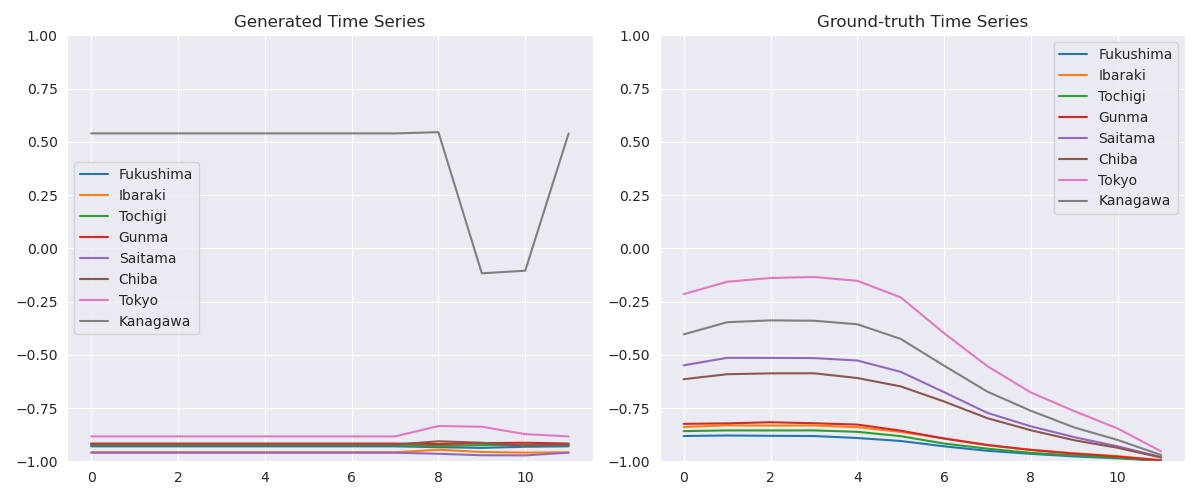 Generated Time Series
1.00
0.75
0.50
0.25
0.00
−0.25
−0.50
−0.75
−1.00
0 2 4 6 8 10
Fukushima
Ibaraki
Tochigi
Gunma
Saitama
Chiba
Tokyo
Kanagawa
Ground-truth Time Series
1.00
0.75
0.50
0.25
0.00
−0.25
−0.50
−0.75
−1.00
0 2 4 6 8 10
Fukushima
Ibaraki
Tochigi
Gunma
Saitama
Chiba
Tokyo
Kanagawa